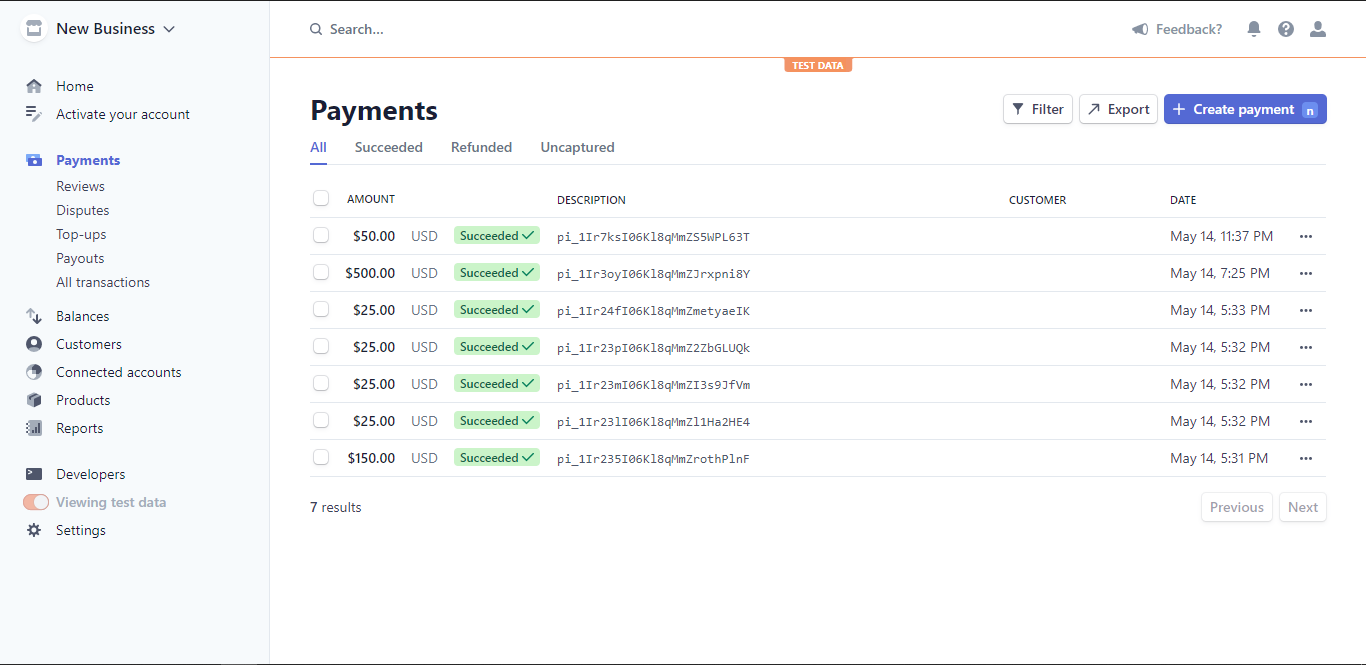 New Business
Search...
Feedback?
TEST DATA
Home
Activate your account
Payments
Reviews
Disputes
Top-ups
Payouts
All transactions
Balances
Customers
Connected accounts
Products
Reports
Developers
Viewing test data
Settings
Payments
Filter
Export
Create payment n
All Succeeded Refunded Uncaptured
AMOUNT DESCRIPTION CUSTOMER DATE
$50.00 USD Succeeded pi_1Ir7ksI06Kl8qMmZS5WPL63T May 14, 11:37 PM
$500.00 USD Succeeded pi_1Ir3oyI06Kl8qMmZJrxpni8Y May 14, 7:25 PM
$25.00 USD Succeeded pi_1Ir24fI06Kl8qMmZmetyaeIK May 14, 5:33 PM
$25.00 USD Succeeded pi_1Ir23pI06Kl8qMmZ2ZbGLUQk May 14, 5:32 PM
$25.00 USD Succeeded pi_1Ir23mI06Kl8qMmZI3s9JfVm May 14, 5:32 PM
$25.00 USD Succeeded pi_1Ir23lI06Kl8qMmZl1Ha2HE4 May 14, 5:32 PM
$150.00 USD Succeeded pi_1Ir235I06Kl8qMmZrothPlnF May 14, 5:31 PM
7 results
Previous
Next